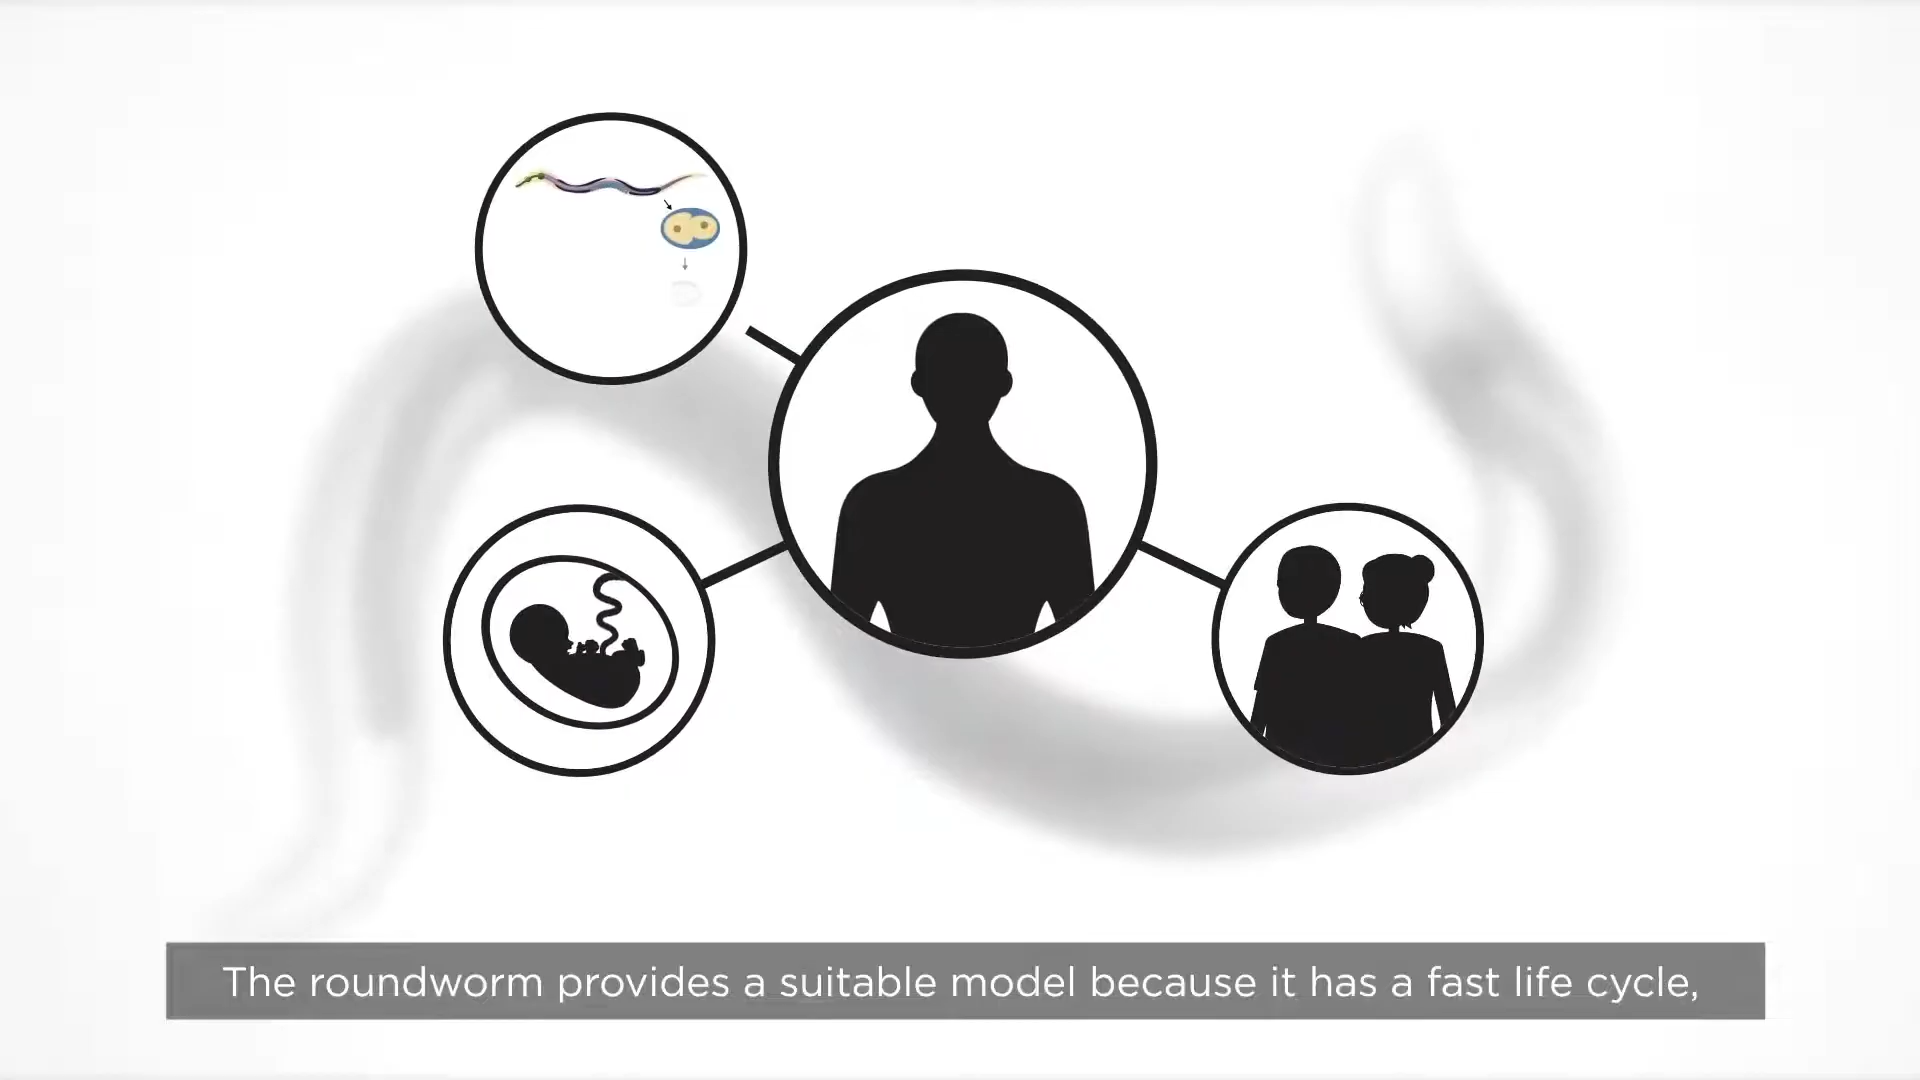 The roundworm provides a suitable model because it has a fast life cycle,